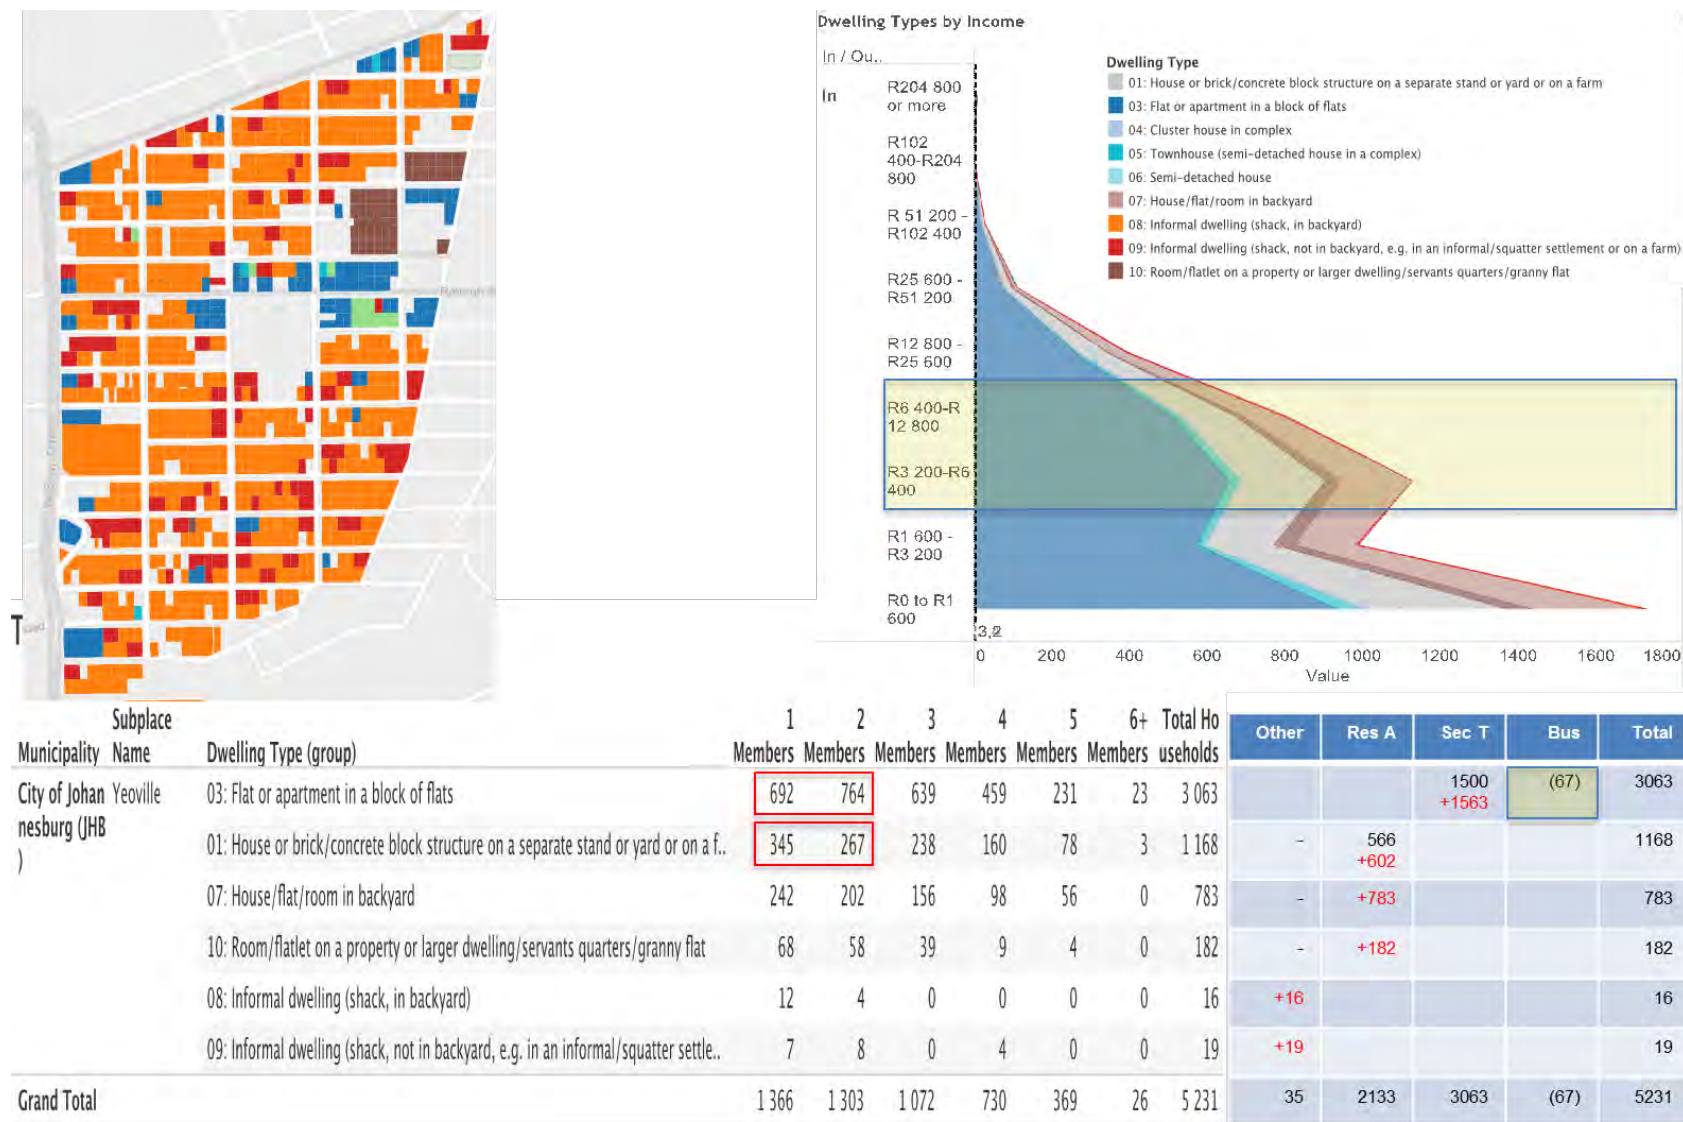 Dwelling Types by Income
In / Ou..
In
R204 800
or more
R102
400-R204
800
R 51 200 -
R102 400
R25 600 -
R51 200
R12 800 -
R25 600
R6 400-R
12 800
R3 200-R6
400
R1 600 -
R3 200
R0 to R1
600
0 200 400 600 800 1000 1200 1400 1600 1800
Value
Dwelling Type
01: House or brick/concrete block structure on a separate stand or yard or on a farm
03: Flat or apartment in a block of flats
04: Cluster house in complex
05: Townhouse (semi-detached house in a complex)
06: Semi-detached house
07: House/flat/room in backyard
08: Informal dwelling (shack, in backyard)
09: Informal dwelling (shack, not in backyard, e.g. in an informal/squatter settlement or on a farm)
10: Room/flatlet on a property or larger dwelling/servants quarters/granny flat
T
Subplace 1 2 3 4 5 6+ Total Ho
Municipality Name Dwelling Type (group) Members Members Members Members Members Members useholds Other Res A Sec T Bus Total
City of Johan Yeoville 03: Flat or apartment in a block of flats 692 764 639 459 231 23 3 063 1500 (67) 3063
nesburg (JHB +1563
) 01: House or brick/concrete block structure on a separate stand or yard or on a f.. 345 267 238 160 78 3 1 168 - 566 1168
+602
07: House/flat/room in backyard 242 202 156 98 56 0 783 - +783 783
10: Room/flatlet on a property or larger dwelling/servants quarters/granny flat 68 58 39 9 4 0 182 - +182 182
08: Informal dwelling (shack, in backyard) 12 4 0 0 0 0 16 +16 16
09: Informal dwelling (shack, not in backyard, e.g. in an informal/squatter settle.. 7 8 0 4 0 0 19 +19 19
Grand Total 1 366 1 303 1 072 730 369 26 5 231 35 2133 3063 (67) 5231